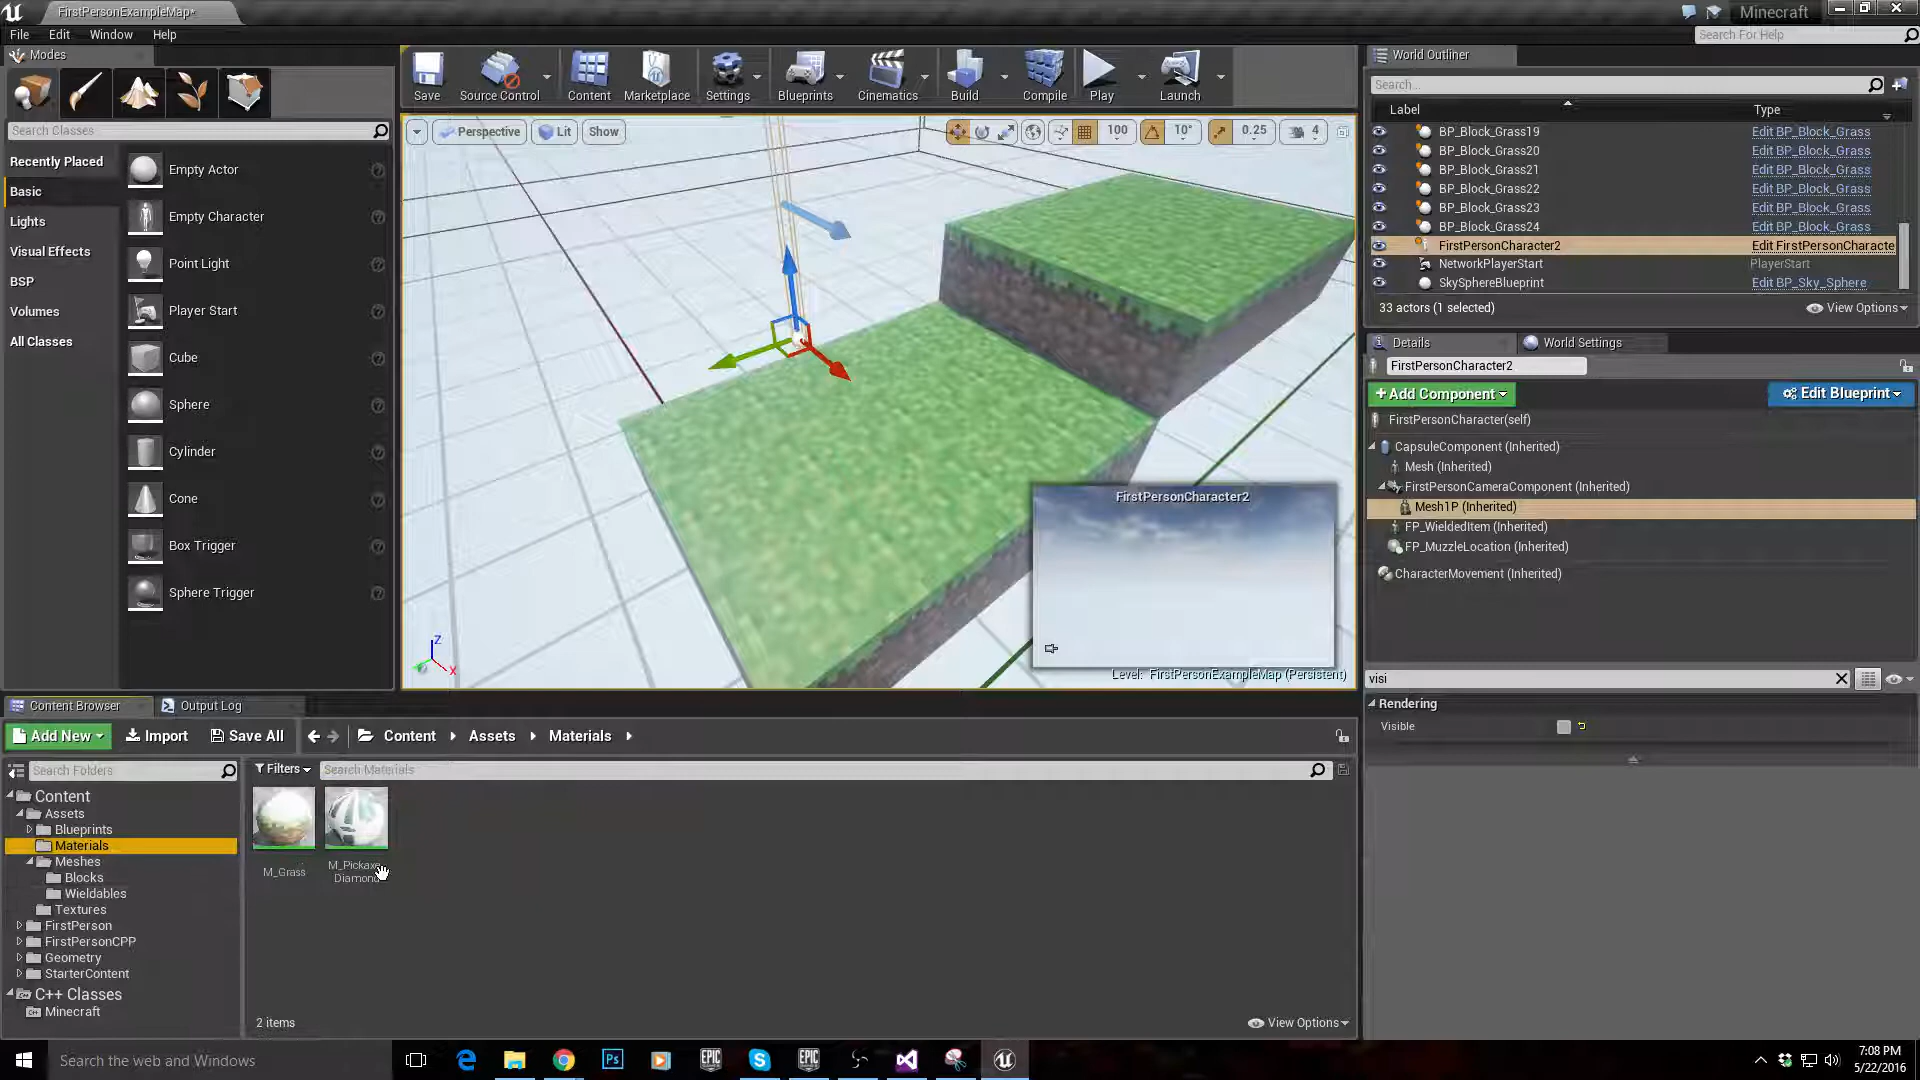 FirstPersonExampleMap*
Minecraft
File Edit Window Help
Search For Help
Modes
Search Classes
Recently Placed
Basic
Lights
Visual Effects
BSP
Volumes
All Classes
Empty Actor
Empty Character
Point Light
Player Start
Cube
Sphere
Cylinder
Cone
Box Trigger
Sphere Trigger
Save
Source Control
Content
Marketplace
Settings
Blueprints
Cinematics
Build
Compile
Play
Launch
Perspective
Lit
Show
100
10°
0.25
4
FirstPersonCharacter2
Level: FirstPersonExampleMap (Persistent)
Z
X
World Outliner
Search...
Label Type
BP_Block_Grass19 Edit BP_Block_Grass
BP_Block_Grass20 Edit BP_Block_Grass
BP_Block_Grass21 Edit BP_Block_Grass
BP_Block_Grass22 Edit BP_Block_Grass
BP_Block_Grass23 Edit BP_Block_Grass
BP_Block_Grass24 Edit BP_Block_Grass
FirstPersonCharacter2 Edit FirstPersonCharacte
NetworkPlayerStart PlayerStart
SkySphereBlueprint Edit BP_Sky_Sphere
33 actors (1 selected)
View Options
Details
World Settings
FirstPersonCharacter2
+Add Component
Edit Blueprint
FirstPersonCharacter(self)
CapsuleComponent (Inherited)
Mesh (Inherited)
FirstPersonCameraComponent (Inherited)
Mesh1P (Inherited)
FP_WieldedItem (Inherited)
FP_MuzzleLocation (Inherited)
CharacterMovement (Inherited)
visi
Rendering
Visible
Content Browser
Output Log
Add New
Import
Save All
Content
Assets
Materials
Search Folders
Filters
Search Materials
Content
Assets
Blueprints
Materials
Meshes
Blocks
Wieldables
Textures
FirstPerson
FirstPersonCPP
Geometry
StarterContent
C++ Classes
Minecraft
M_Grass
M_Pickaxe_
Diamond
2 items
View Options
Search the web and Windows
Ps
EPIC
GAMES
EPIC
GAMES
7:08 PM
5/22/2016